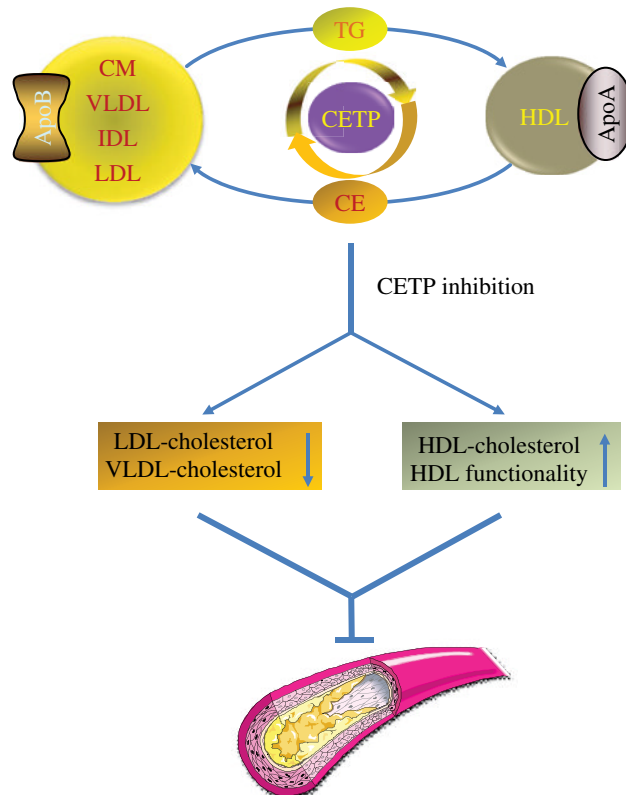 TG
CM
VLDL
IDL
LDL
ApoB
CETP
HDL
ApoA
CE
CETP inhibition
LDL-cholesterol
VLDL-cholesterol
HDL-cholesterol
HDL functionality